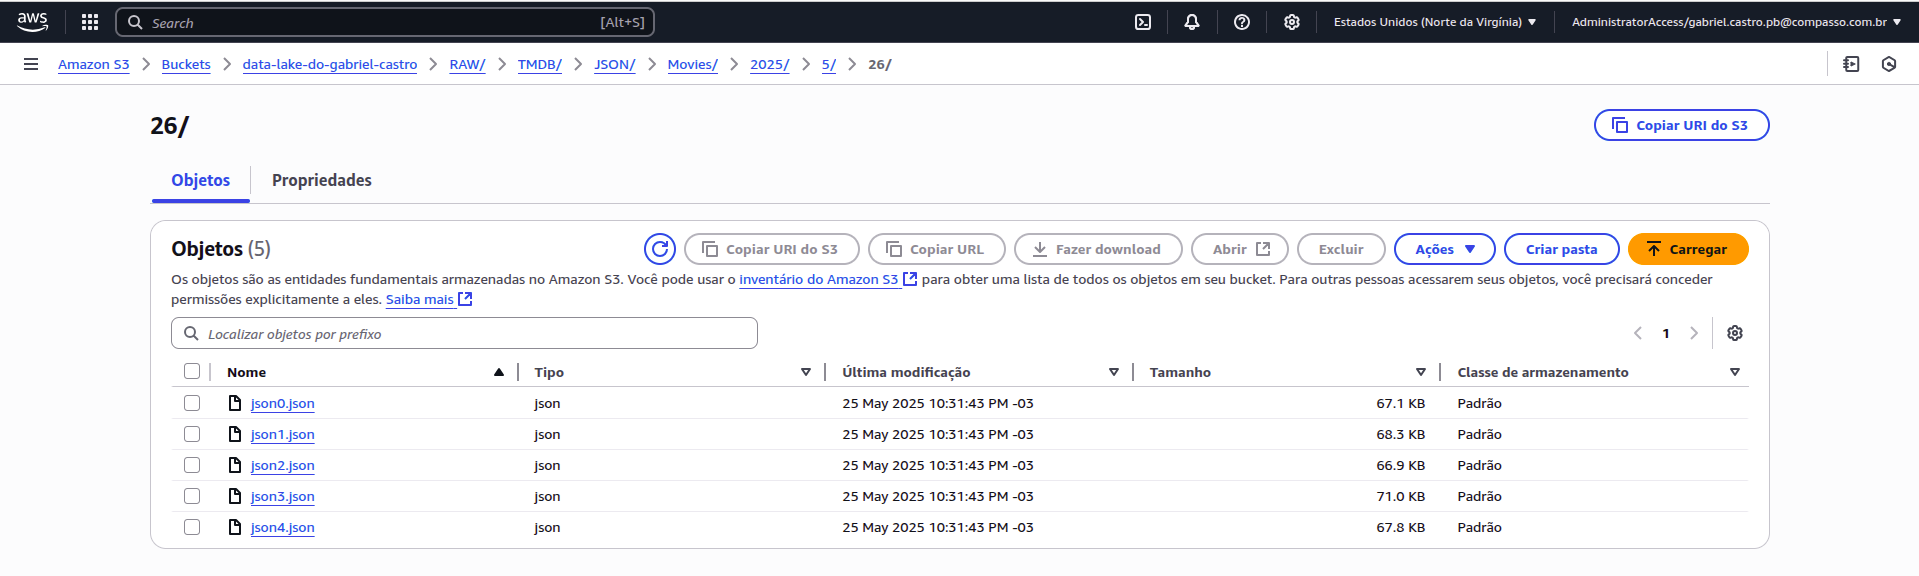 aws Search [Alt+S] Estados Unidos (Norte da Virgínia) AdministratorAccess/gabriel.castro.pb@compasso.com.br
Amazon S3 Buckets data-lake-do-gabriel-castro RAW/ TMDB/ JSON/ Movies/ 2025/ 5/ 26/
26/ Copiar URI do S3
Objetos Propriedades
Objetos (5) Copiar URI do S3 Copiar URL Fazer download Abrir Excluir Ações Criar pasta Carregar
Os objetos são as entidades fundamentais armazenadas no Amazon S3. Você pode usar o inventário do Amazon S3 para obter uma lista de todos os objetos em seu bucket. Para outras pessoas acessarem seus objetos, você precisará conceder
permissões explicitamente a eles. Saiba mais
Localizar objetos por prefixo 1
Nome Tipo Última modificação Tamanho Classe de armazenamento
json0.json json 25 May 2025 10:31:43 PM -03 67.1 KB Padrão
json1.json json 25 May 2025 10:31:43 PM -03 68.3 KB Padrão
json2.json json 25 May 2025 10:31:43 PM -03 66.9 KB Padrão
json3.json json 25 May 2025 10:31:43 PM -03 71.0 KB Padrão
json4.json json 25 May 2025 10:31:43 PM -03 67.8 KB Padrão